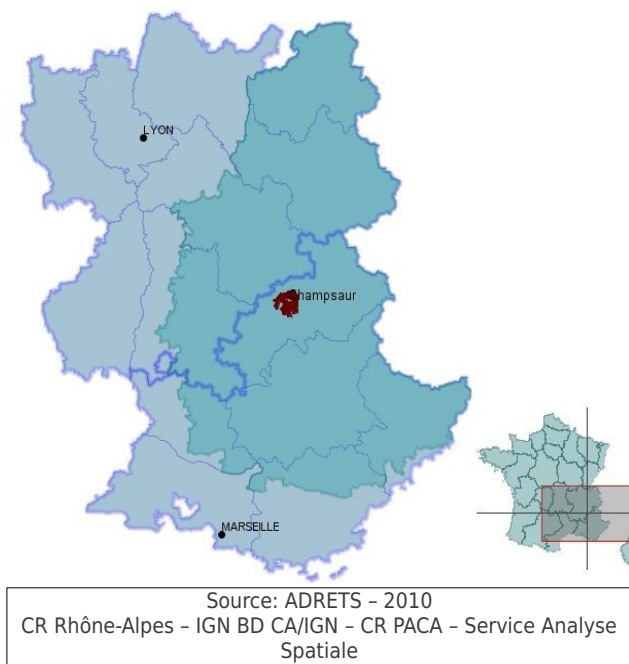 LYON
Champsaur
MARSEILLE
Source: ADRETS – 2010
CR Rhône-Alpes – IGN BD CA/IGN – CR PACA – Service Analyse
Spatiale